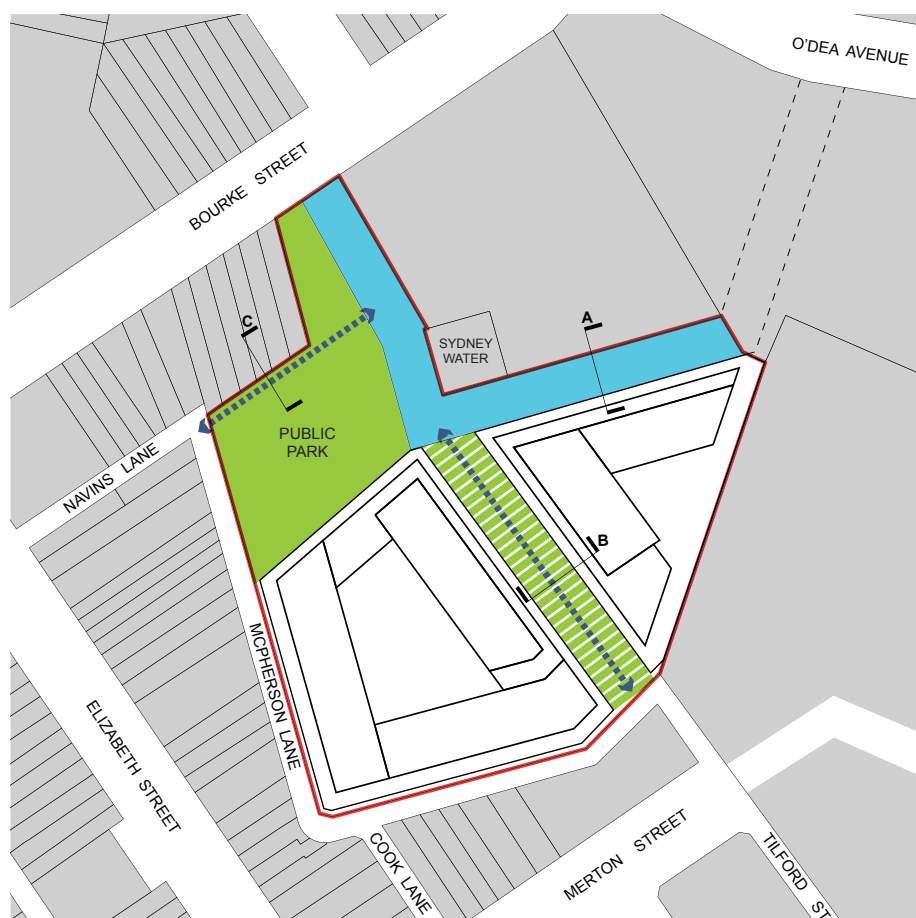 O'DEA AVENUE
BOURKE STREET
C
A
SYDNEY
WATER
PUBLIC
PARK
NAVINS LANE
B
MCPHERSON LANE
ELIZABETH STREET
COOK LANE
MERTON STREET
TILFORD ST